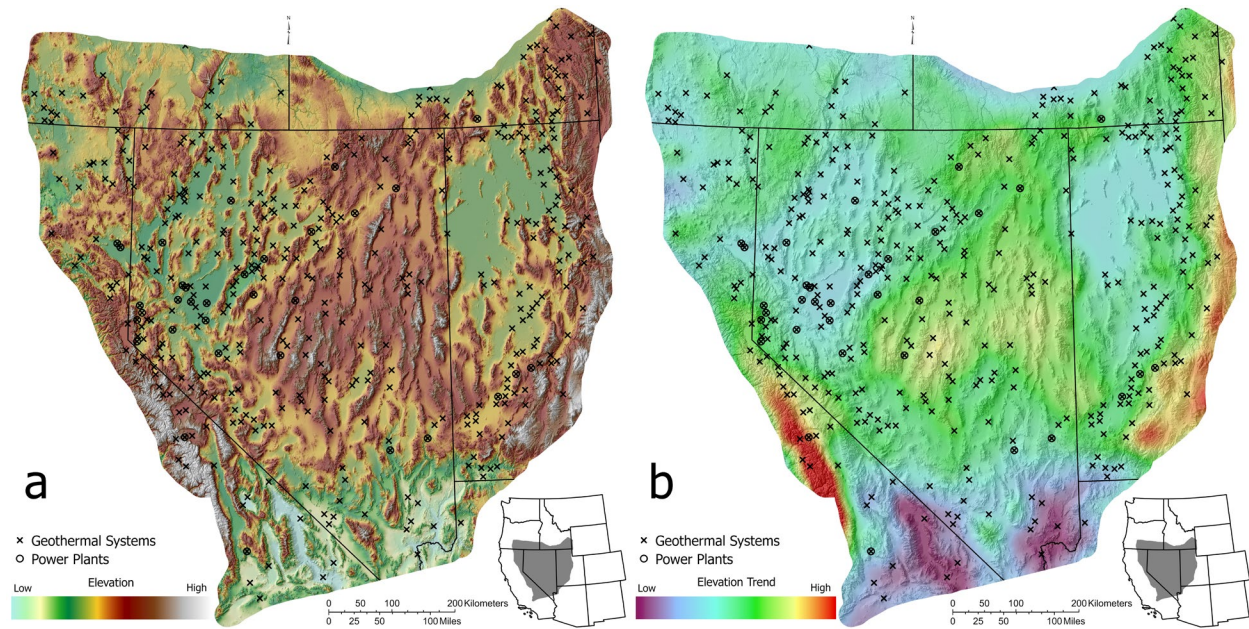 N
a
× Geothermal Systems
○ Power Plants
Low Elevation High
0 50 100 200 Kilometers
0 25 50 100 Miles
N
b
× Geothermal Systems
○ Power Plants
Low Elevation Trend High
0 50 100 200 Kilometers
0 25 50 100 Miles